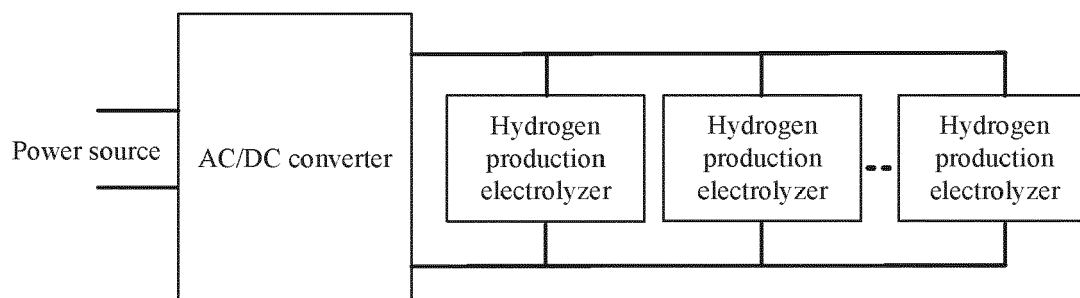 Power source
AC/DC converter
Hydrogen
production
electrolyzer
Hydrogen
production
electrolyzer
Hydrogen
production
electrolyzer